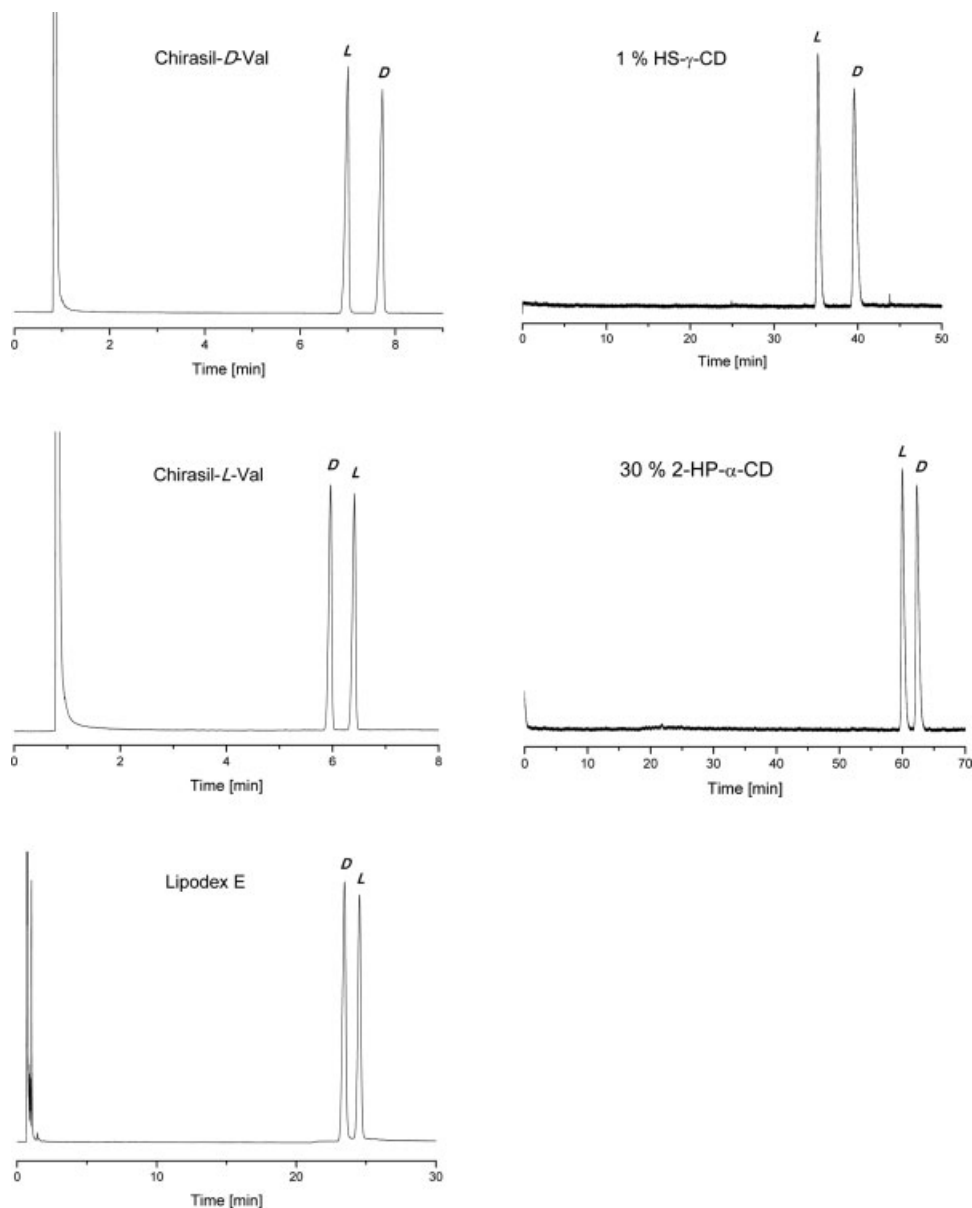 Chirasil-D-Val
L
D
0 2 4 6 8
Time [min]
1 % HS-γ-CD
L
D
0 10 20 30 40 50
Time [min]
Chirasil-L-Val
D
L
0 2 4 6 8
Time [min]
30 % 2-HP-α-CD
L
D
0 10 20 30 40 50 60 70
Time [min]
Lipodex E
D
L
0 10 20 30
Time [min]